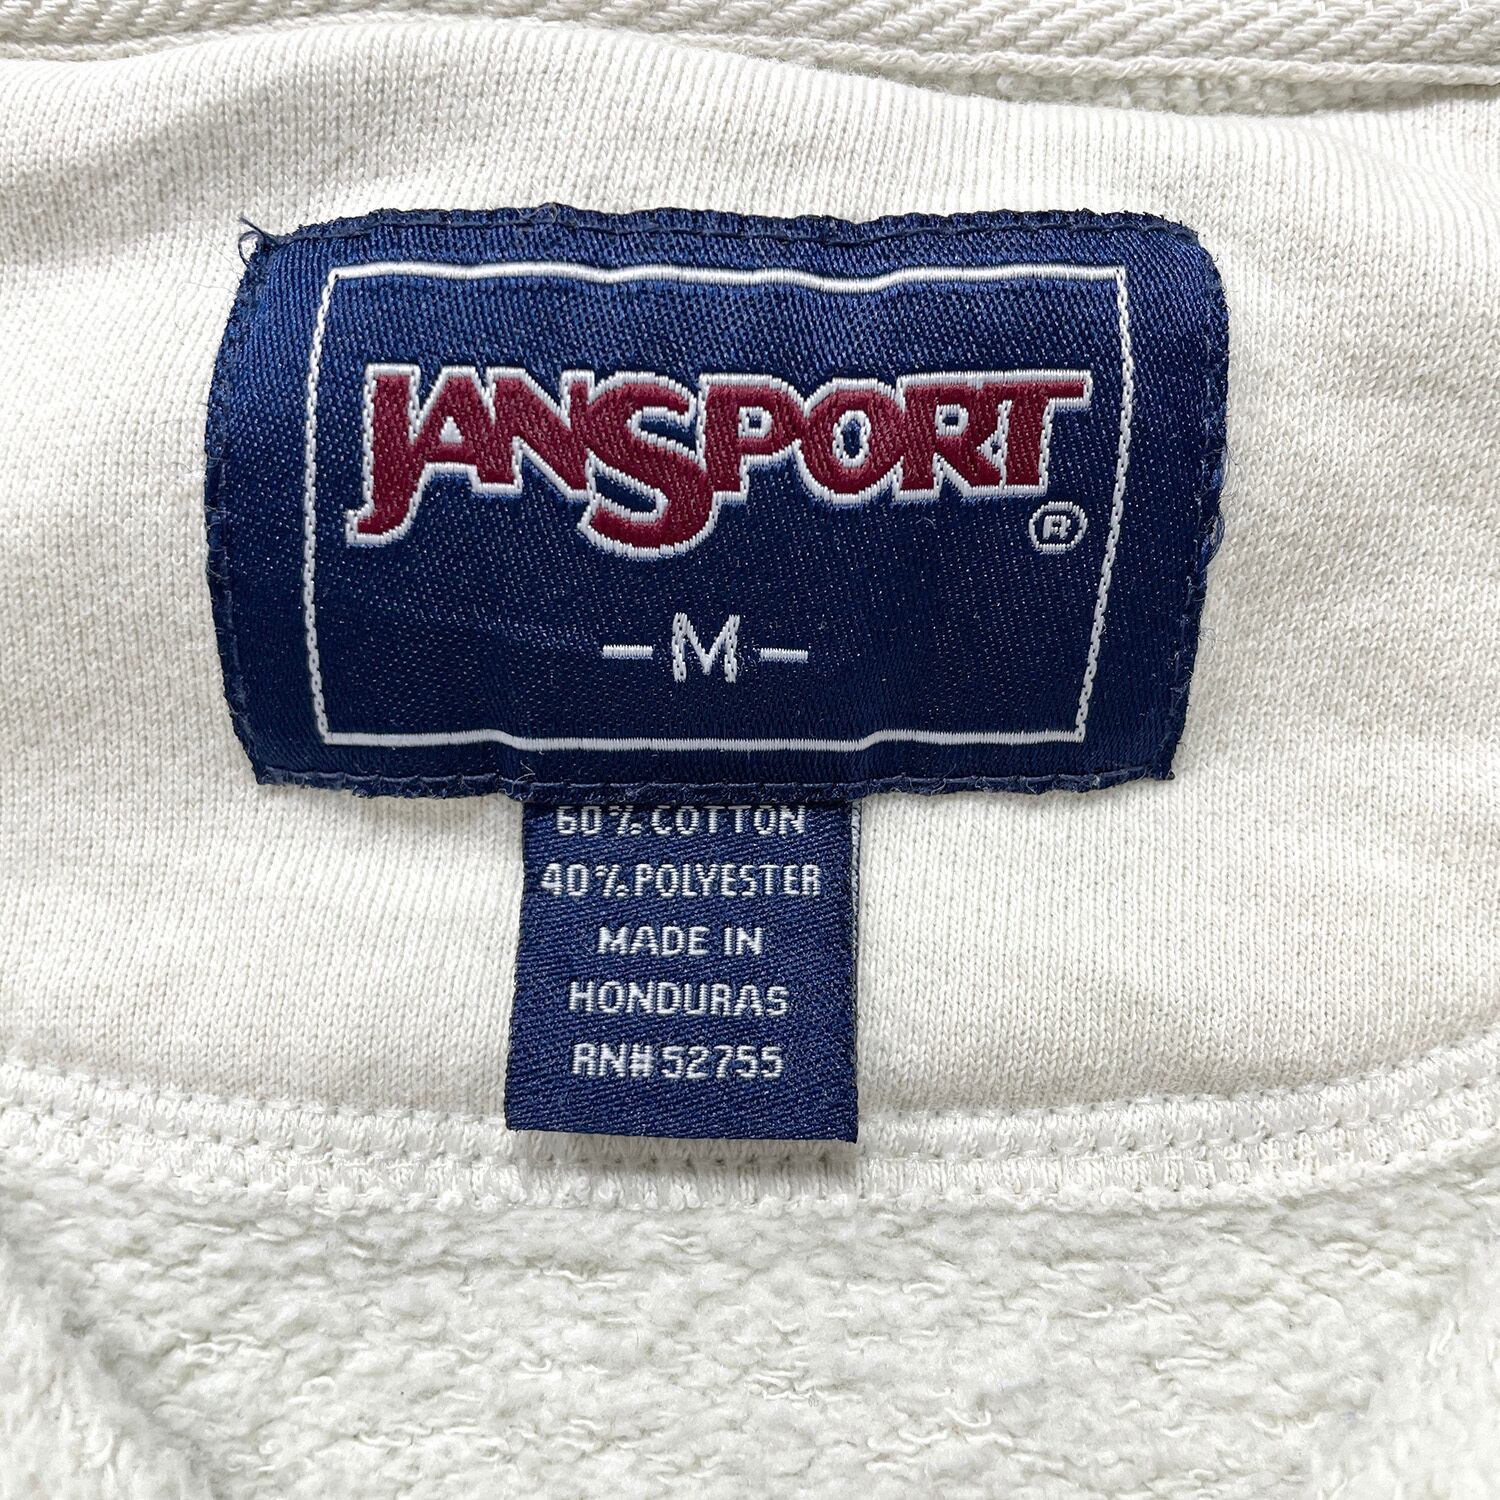 JANSPORT
®
-M-
60% COTTON
40% POLYESTER
MADE IN
HONDURAS
RN# 52755